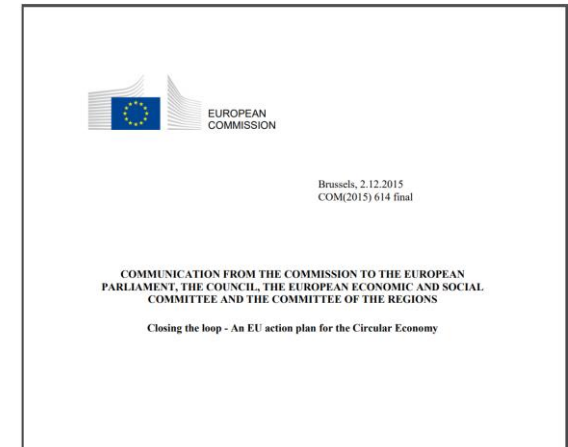 EUROPEAN
COMMISSION
Brussels, 2.12.2015
COM(2015) 614 final
COMMUNICATION FROM THE COMMISSION TO THE EUROPEAN
PARLIAMENT, THE COUNCIL, THE EUROPEAN ECONOMIC AND SOCIAL
COMMITTEE AND THE COMMITTEE OF THE REGIONS
Closing the loop - An EU action plan for the Circular Economy